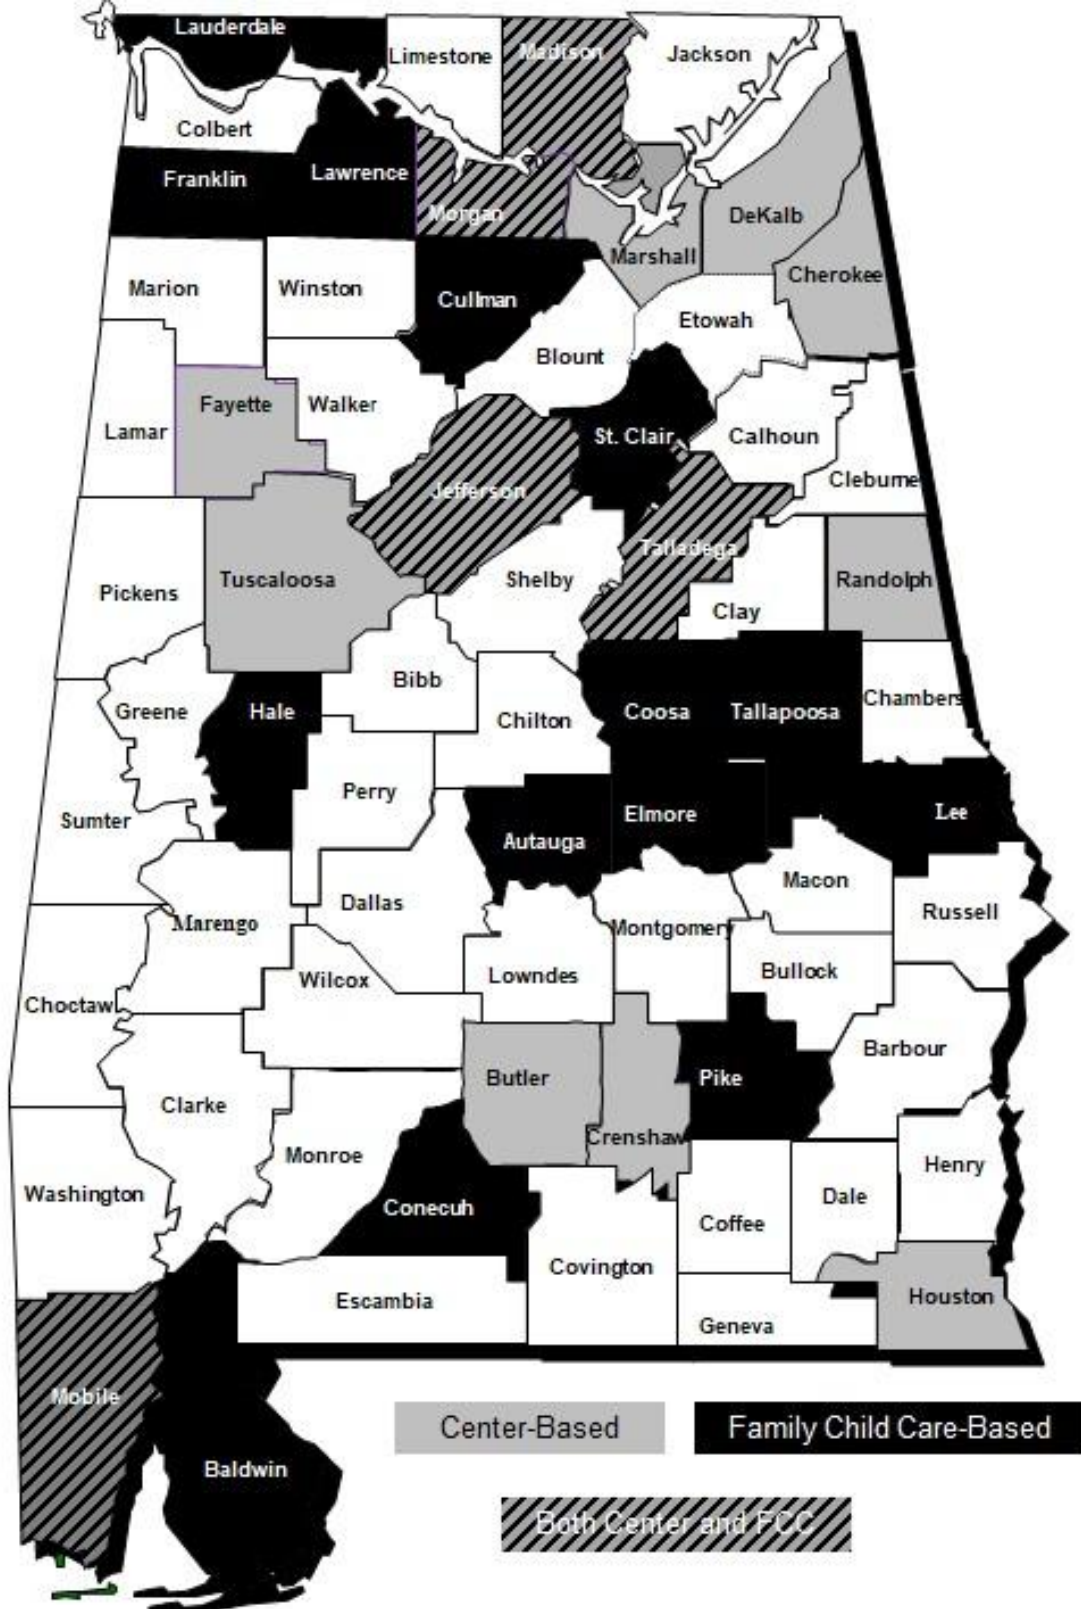 Lauderdale
Limestone
Madison
Jackson
Colbert
Franklin
Lawrence
Morgan
Marshall
DeKalb
Cherokee
Marion
Winston
Cullman
Blount
Etowah
Lamar
Fayette
Walker
St. Clair
Calhoun
Cleburne
Jefferson
Talladega
Pickens
Tuscaloosa
Shelby
Clay
Randolph
Greene
Hale
Bibb
Chilton
Coosa
Tallapoosa
Chambers
Sumter
Perry
Autauga
Elmore
Lee
Marengo
Dallas
Montgomery
Macon
Russell
Choctaw
Wilcox
Lowndes
Bullock
Barbour
Clarke
Butler
Crenshaw
Pike
Washington
Monroe
Conecuh
Covington
Coffee
Dale
Henry
Escambia
Geneva
Houston
Mobile
Baldwin
Center-Based
Family Child Care-Based
Both Center and FCC